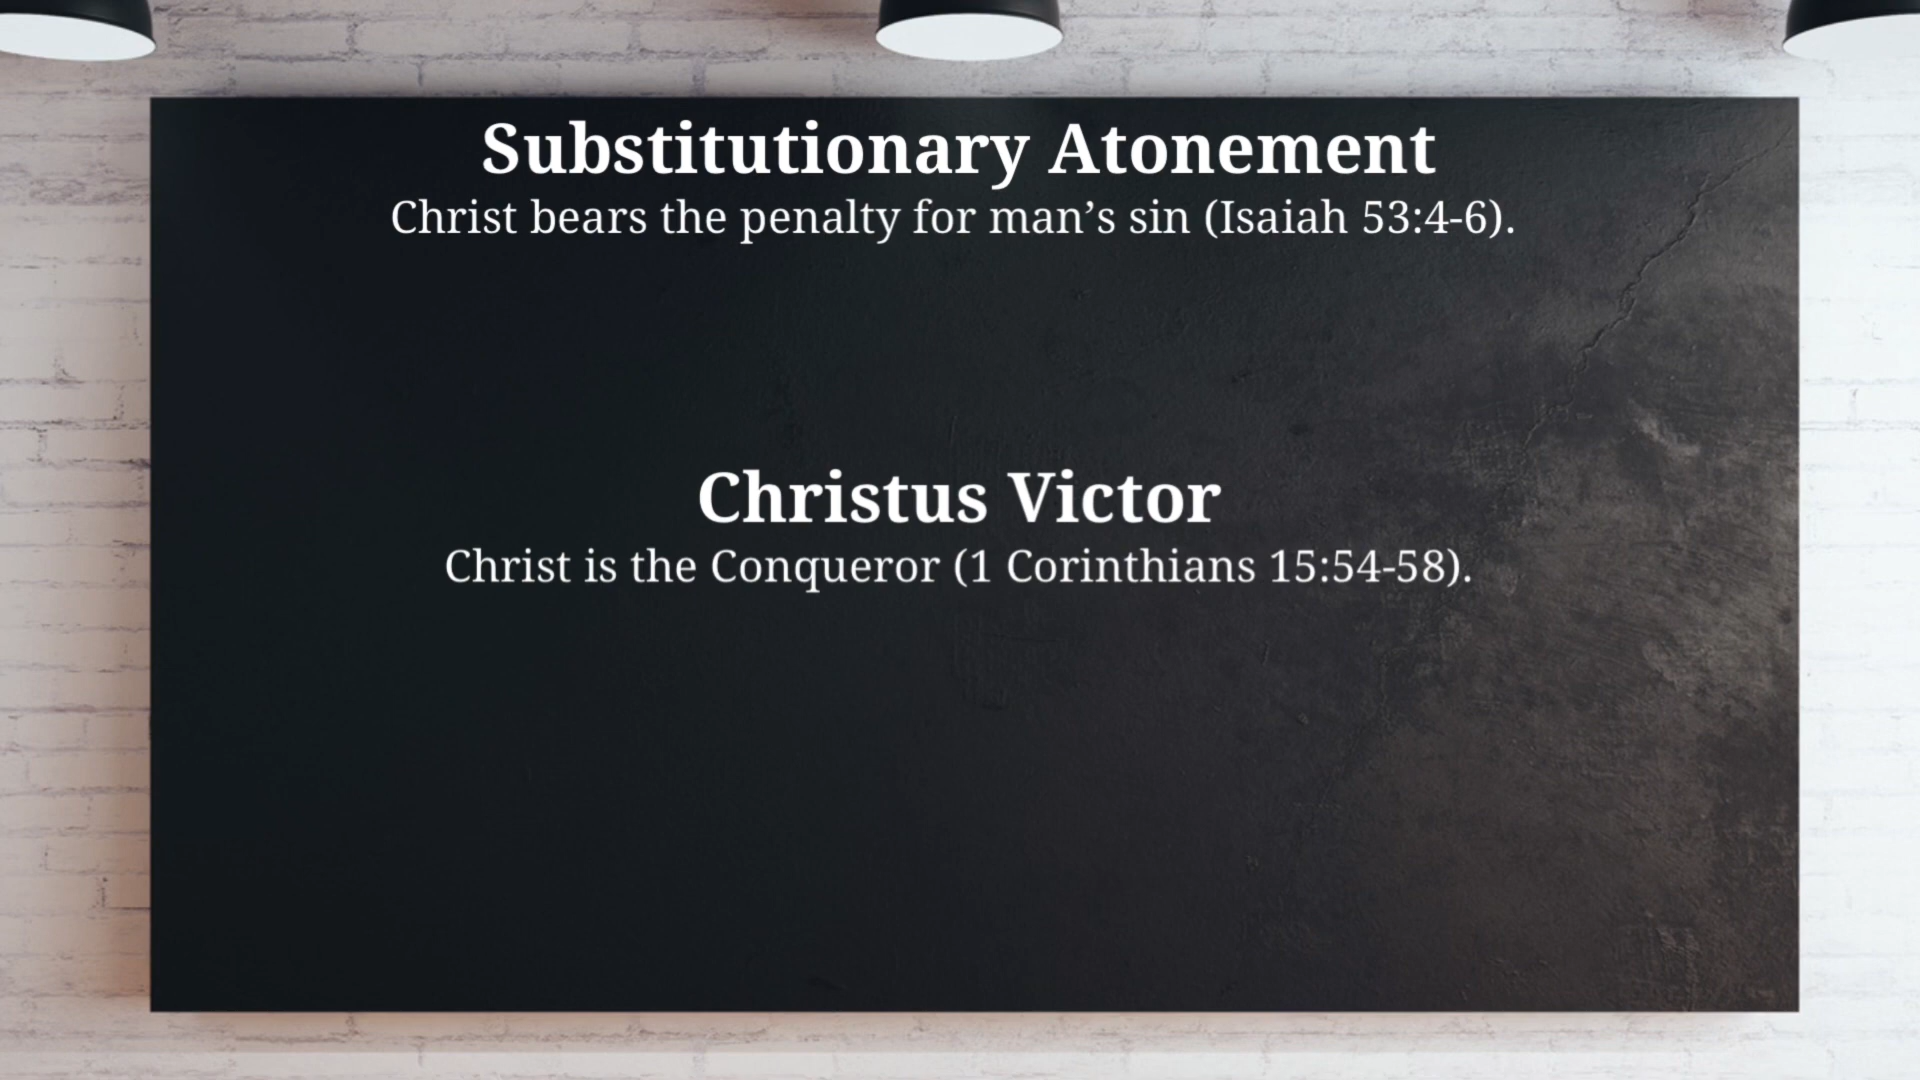 Substitutionary Atonement
Christ bears the penalty for man’s sin (Isaiah 53:4-6).
Christus Victor
Christ is the Conqueror (1 Corinthians 15:54-58).